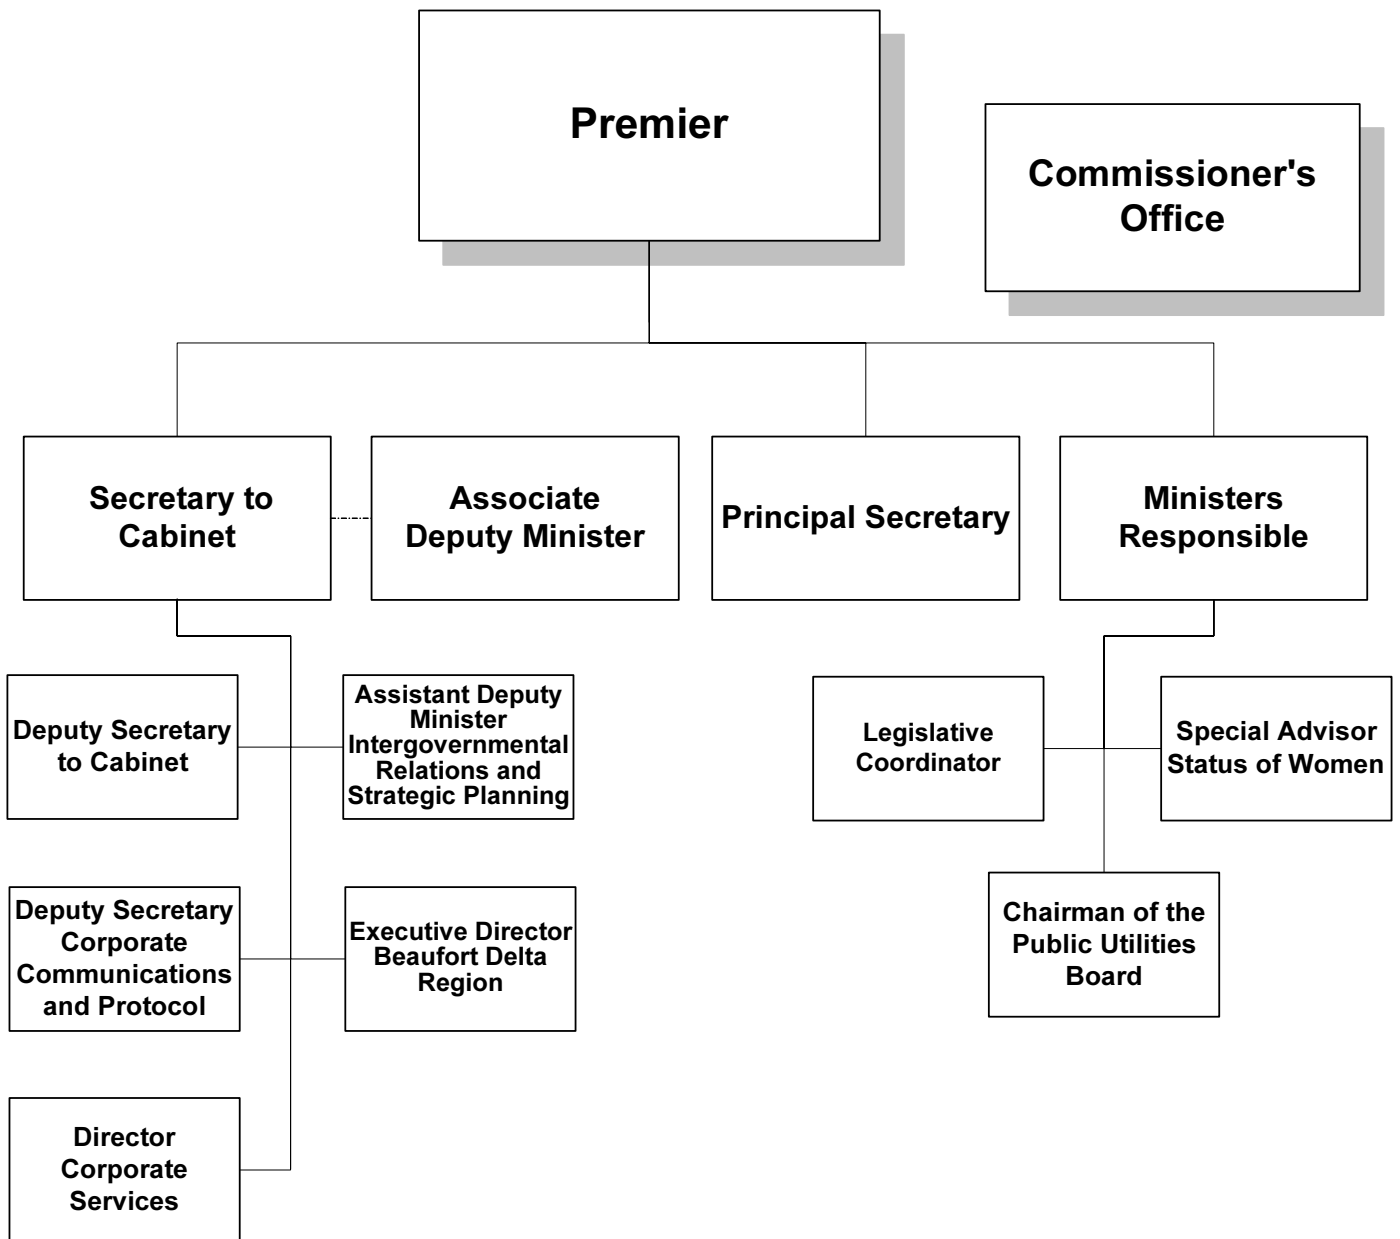 Premier
Commissioner's
Office
Secretary to
Cabinet
Associate
Deputy Minister
Principal Secretary
Ministers
Responsible
Deputy Secretary
to Cabinet
Assistant Deputy
Minister
Intergovernmental
Relations and
Strategic Planning
Legislative
Coordinator
Special Advisor
Status of Women
Deputy Secretary
Corporate
Communications
and Protocol
Executive Director
Beaufort Delta
Region
Chairman of the
Public Utilities
Board
Director
Corporate
Services